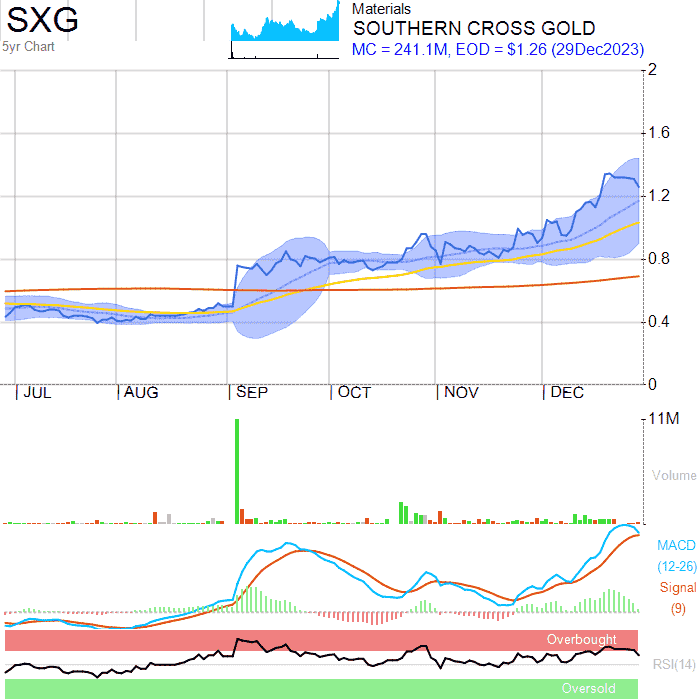 SXG
5yr Chart
Materials
SOUTHERN CROSS GOLD
MC = 241.1M, EOD = $1.26 (29Dec2023)
2
1.6
1.2
0.8
0.4
0
JUL AUG SEP OCT NOV DEC
11M
Volume
MACD
(12-26)
Signal
(9)
Overbought
RSI(14)
Oversold